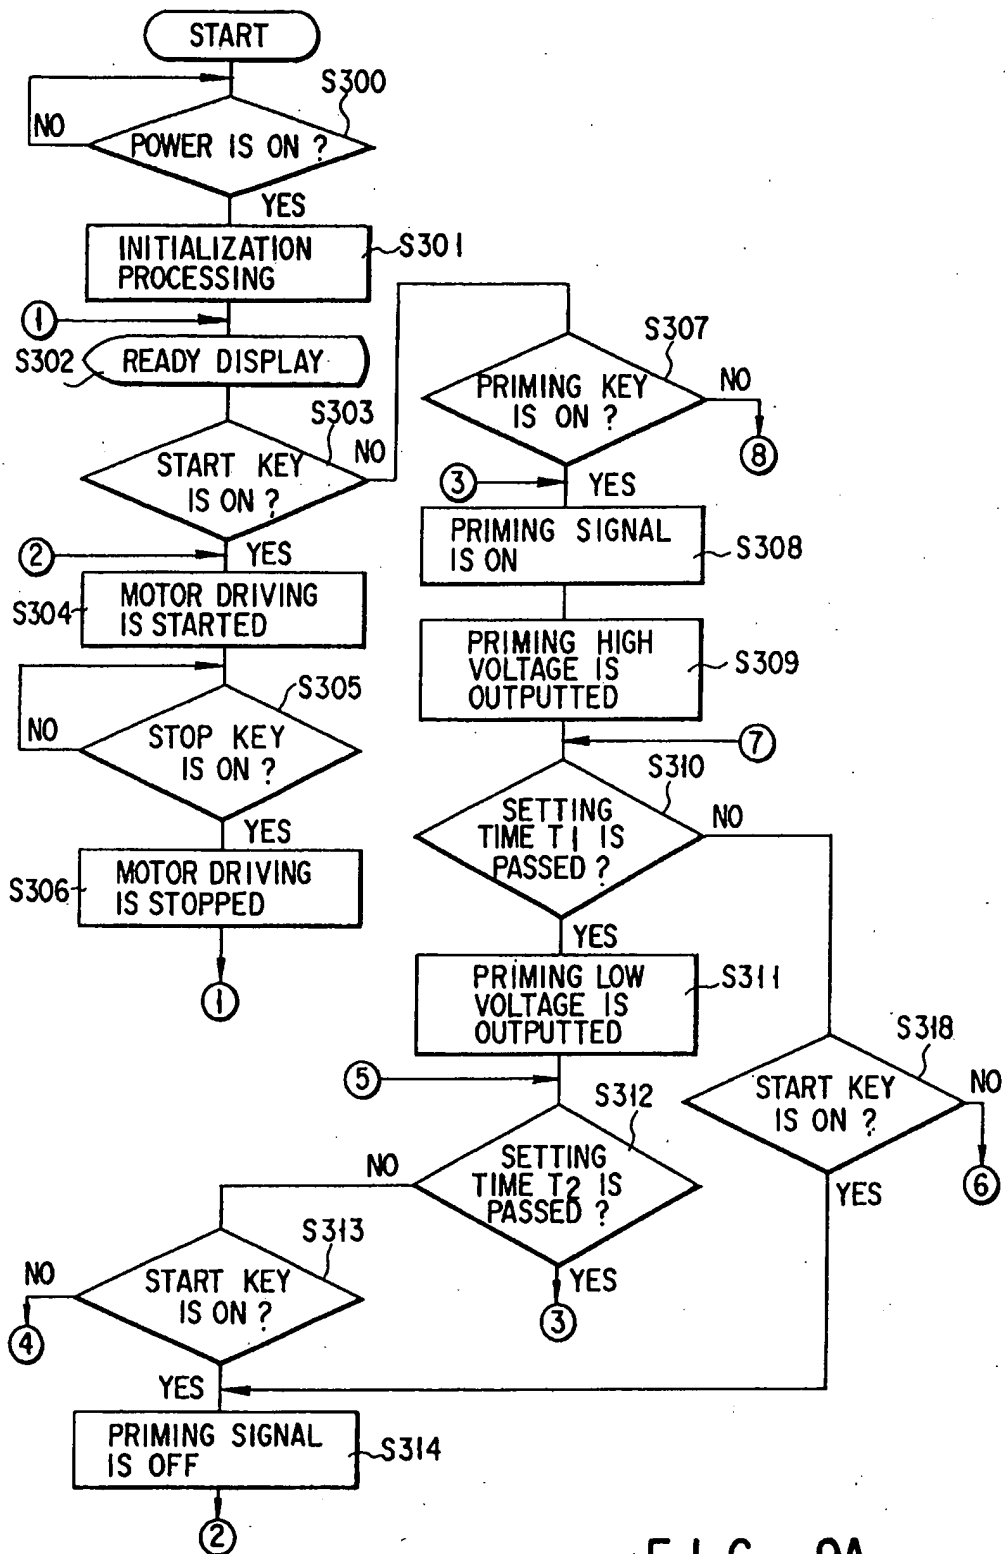 START
S300
NO
POWER IS ON ?
YES
INITIALIZATION
PROCESSING
S301
1
S302
READY DISPLAY
S303
START KEY
IS ON ?
NO
2
YES
S304
MOTOR DRIVING
IS STARTED
S305
NO
STOP KEY
IS ON ?
YES
S306
MOTOR DRIVING
IS STOPPED
1
S307
PRIMING KEY
IS ON ?
NO
8
3
YES
PRIMING SIGNAL
IS ON
S308
PRIMING HIGH
VOLTAGE IS
OUTPUTTED
S309
7
S310
SETTING
TIME T1 IS
PASSED ?
NO
YES
PRIMING LOW
VOLTAGE IS
OUTPUTTED
S311
5
S312
SETTING
TIME T2 IS
PASSED ?
NO
YES
3
S318
START KEY
IS ON ?
NO
6
YES
S313
START KEY
IS ON ?
NO
4
YES
PRIMING SIGNAL
IS OFF
S314
2